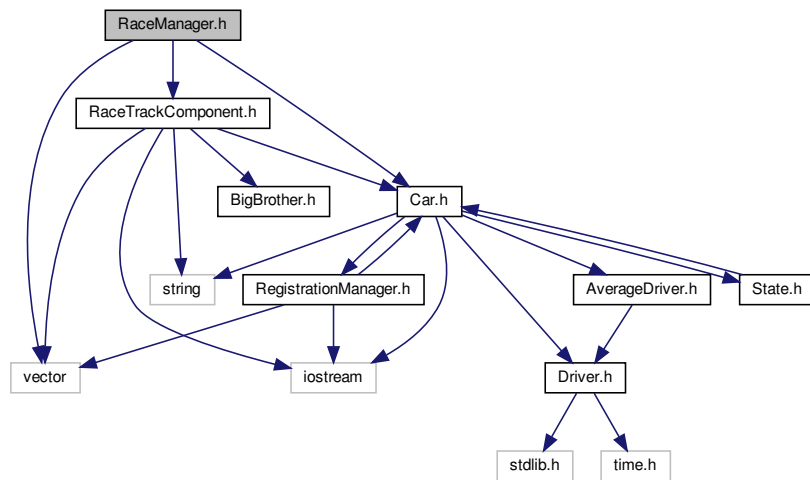 RaceManager.h
RaceTrackComponent.h
BigBrother.h
Car.h
string
RegistrationManager.h
AverageDriver.h
State.h
vector
iostream
Driver.h
stdlib.h
time.h